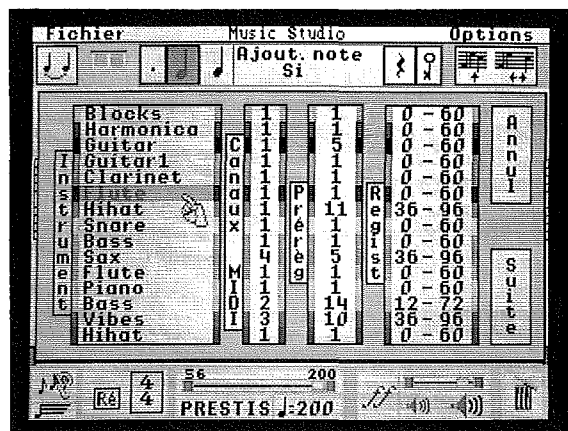 Fichier Music Studio Options
Ajout. note
Si
Instrument
Canaux MIDI
Prérèg
Regist
Annul
Suite
Blocks 1 1 0 - 60
Harmonica 1 1 0 - 60
Guitar 1 5 0 - 60
Guitar1 1 1 0 - 60
Clarinet 1 1 0 - 60
Flute 1 1 0 - 60
Hihat 1 11 36 - 96
Snare 1 1 0 - 60
Bass 1 1 0 - 60
Sax 4 5 36 - 96
Flute 1 1 0 - 60
Piano 1 1 0 - 60
Bass 2 14 12 - 72
Vibes 3 10 36 - 96
Hihat 1 1 0 - 60
56 200
Ré 4 4
PRESTIS ♩=200
ff